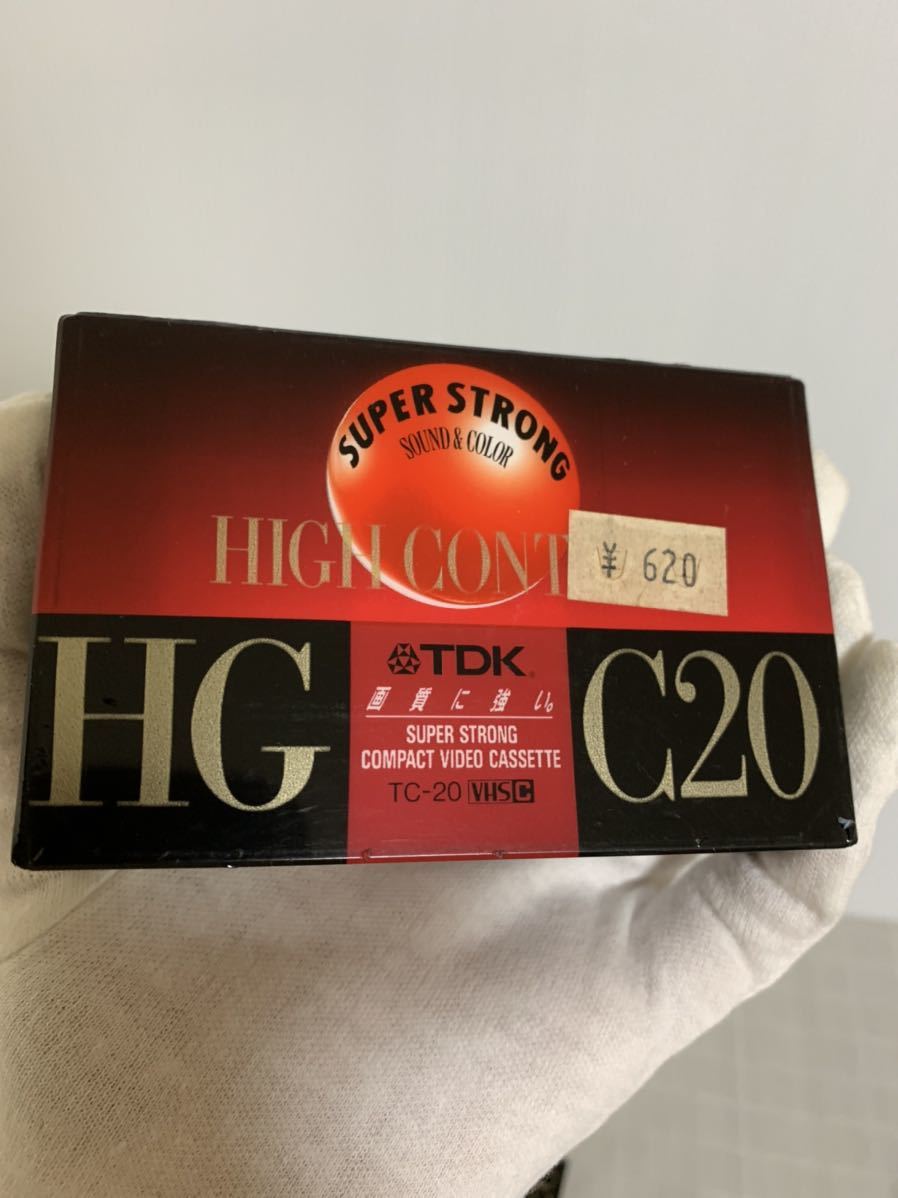 SUPER STRONG
SOUND & COLOR
HIGH CONT
¥ 620
HG
C20
TDK
画質に強い。
SUPER STRONG
COMPACT VIDEO CASSETTE
TC-20 VHSC